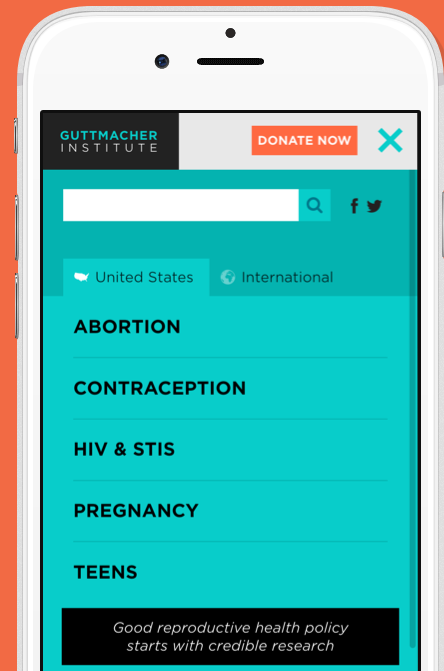 GUTTMACHER
INSTITUTE
DONATE NOW
United States
International
ABORTION
CONTRACEPTION
HIV & STIS
PREGNANCY
TEENS
Good reproductive health policy
starts with credible research